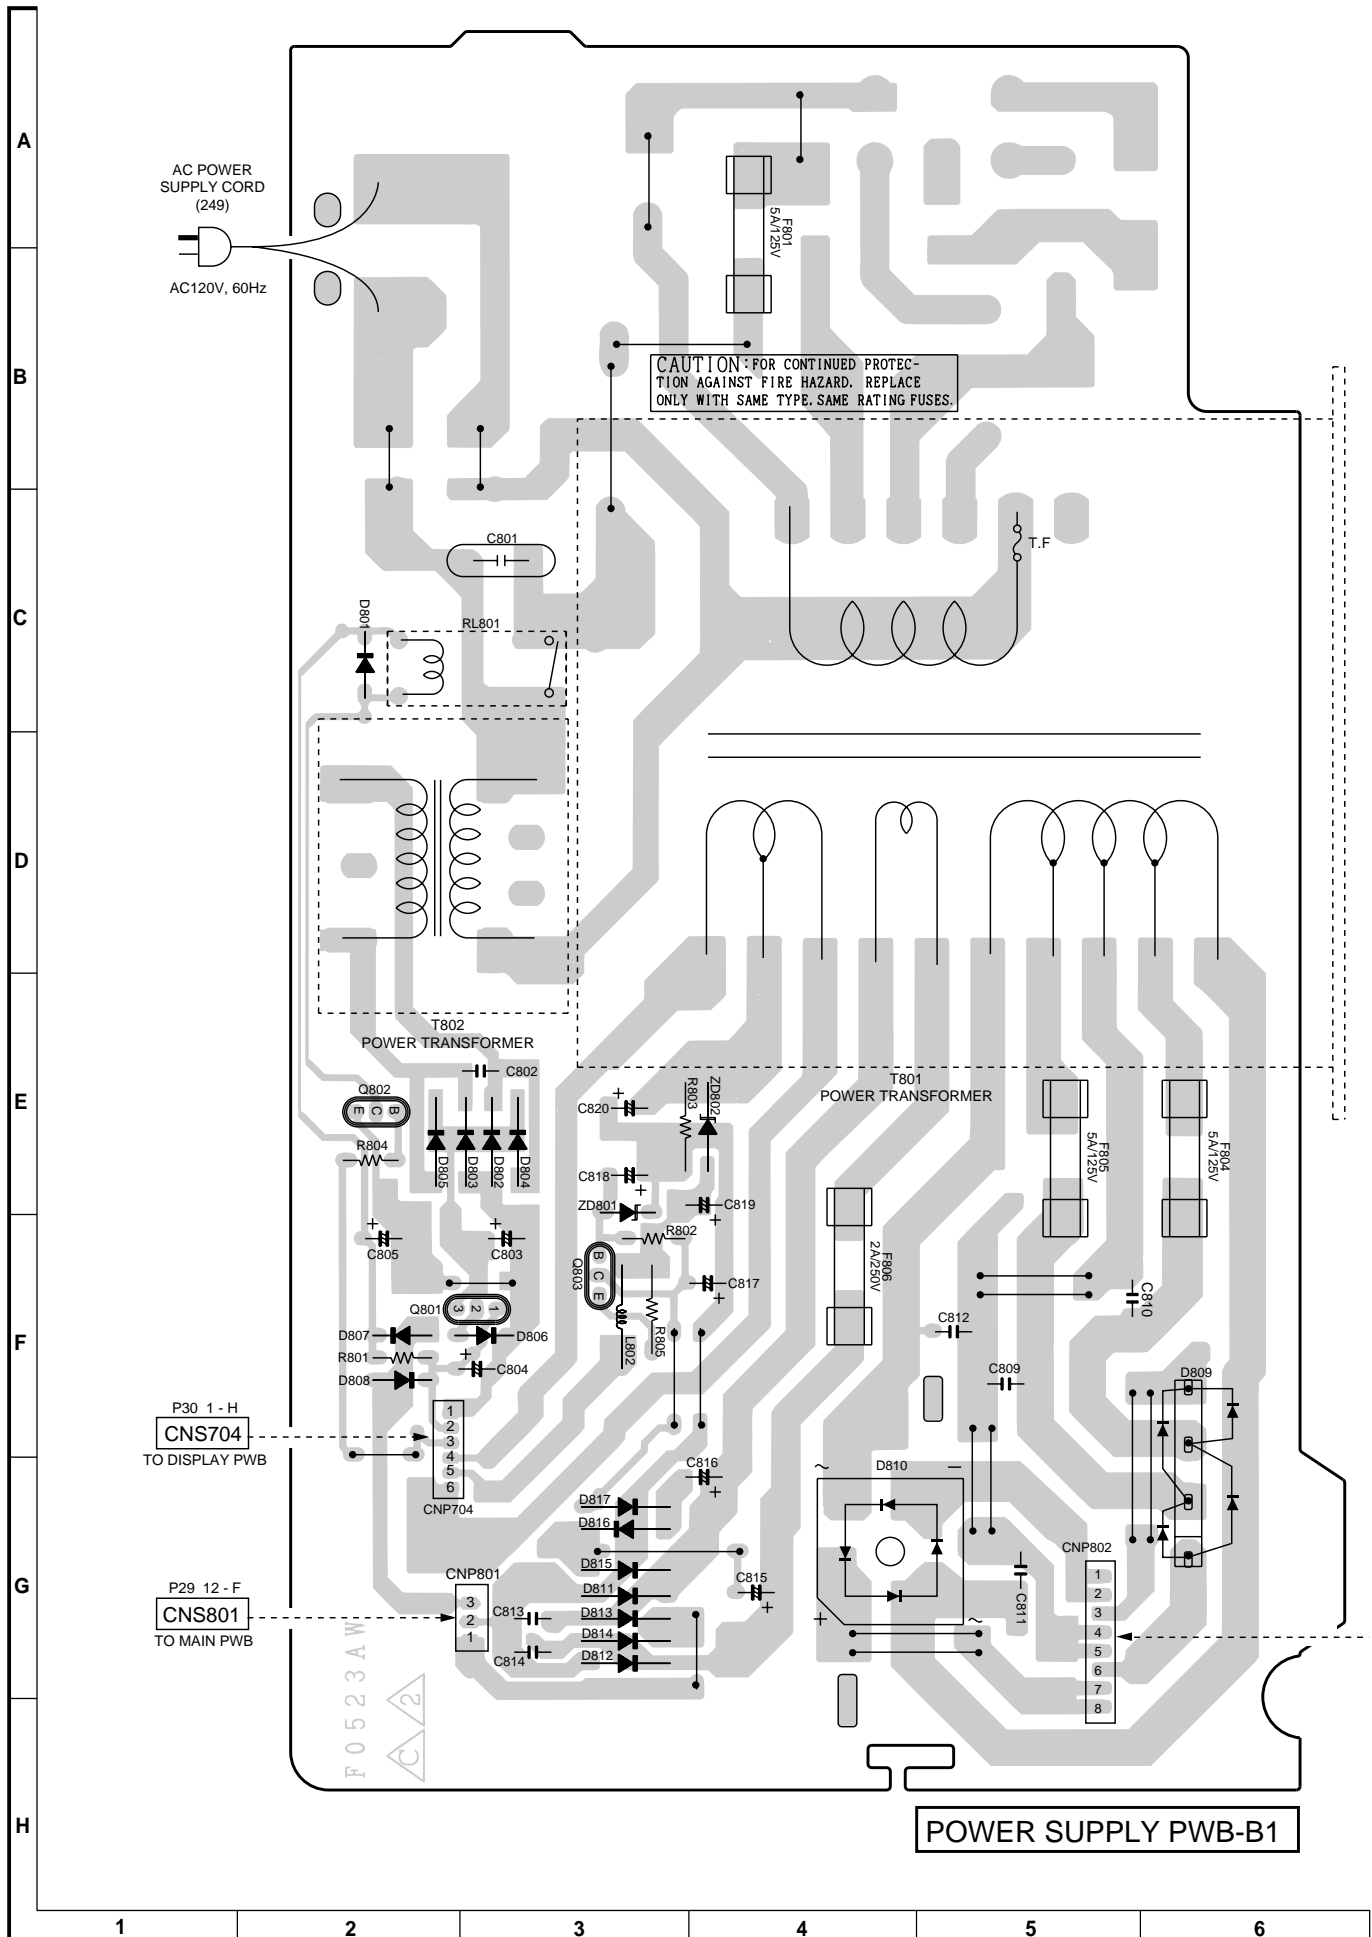 A
AC POWER
SUPPLY CORD
(249)
F801
5A/125V
AC120V, 60Hz
B
CAUTION : FOR CONTINUED PROTEC-
TION AGAINST FIRE HAZARD. REPLACE
ONLY WITH SAME TYPE. SAME RATING FUSES.
C801
T.F
C
D801
RL801
D
T802
POWER TRANSFORMER
C802
T801
POWER TRANSFORMER
E
Q802
E C B
R804
D805
D803
D802
D804
+
C820
R803
ZD802
C818
+
ZD801
C819
+
F805
5A/125V
F804
5A/125V
+
C805
+
C803
R802
Q803
B C E
F806
2A/250V
C817
+
C810
Q801
3 2 1
L802
R805
C812
F
D807
D806
R801
+
C804
D808
C809
D809
P30 1 - H
CNS704
TO DISPLAY PWB
1
2
3
4
5
6
CNP704
C816
+
~
D810
–
D817
D816
CNP802
D815
G
P29 12 - F
CNS801
TO MAIN PWB
CNP801
3
2
1
C813
C814
D811
D813
D814
D812
C815
+
+
~
C811
1
2
3
4
5
6
7
8
F0523AW
C
2
H
POWER SUPPLY PWB-B1
1 2 3 4 5 6